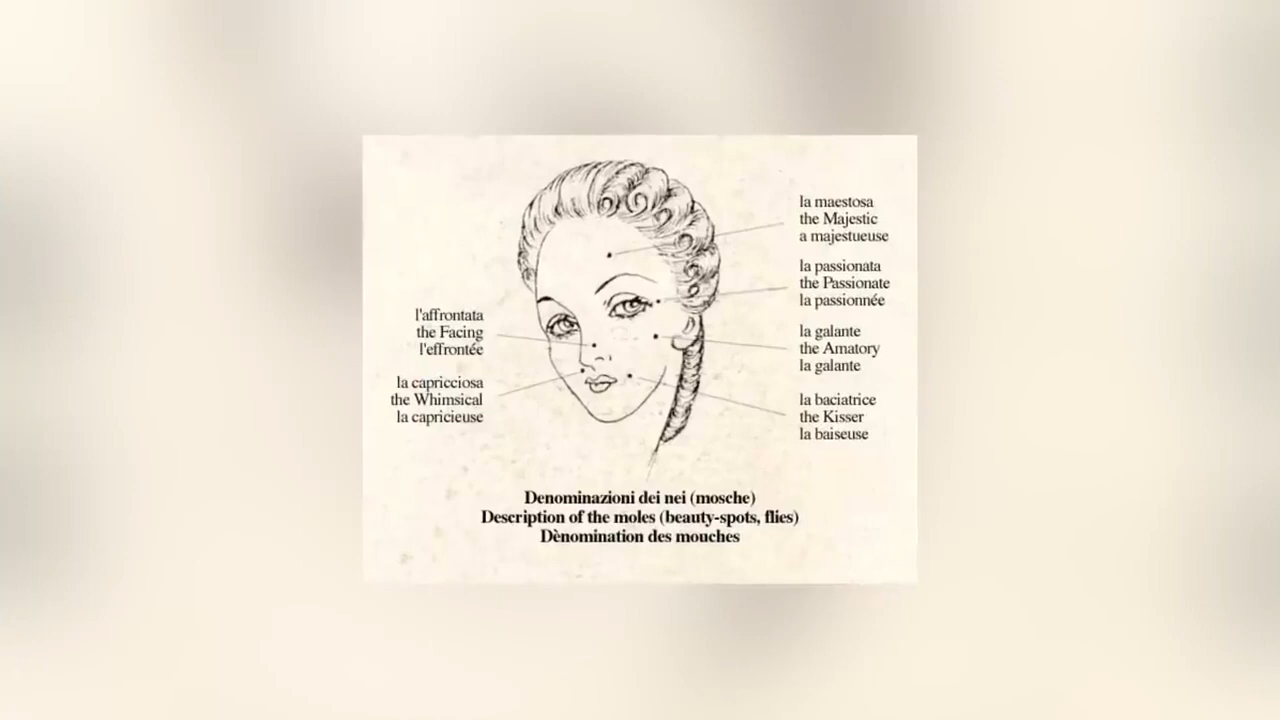 la maestosa
the Majestic
a majestueuse
la passionata
the Passionate
la passionnée
l'affrontata
the Facing
l'effrontée
la galante
the Amatory
la galante
la capricciosa
the Whimsical
la capricieuse
la baciatrice
the Kisser
la baiseuse
Denominazioni dei nei (mosche)
Description of the moles (beauty-spots, flies)
Dènomination des mouches